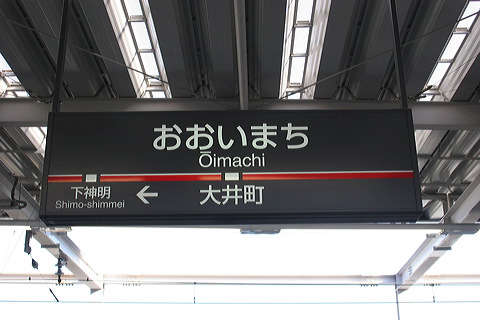 おおいまち
Ōimachi
下神明
Shimo-shimmei
← 大井町